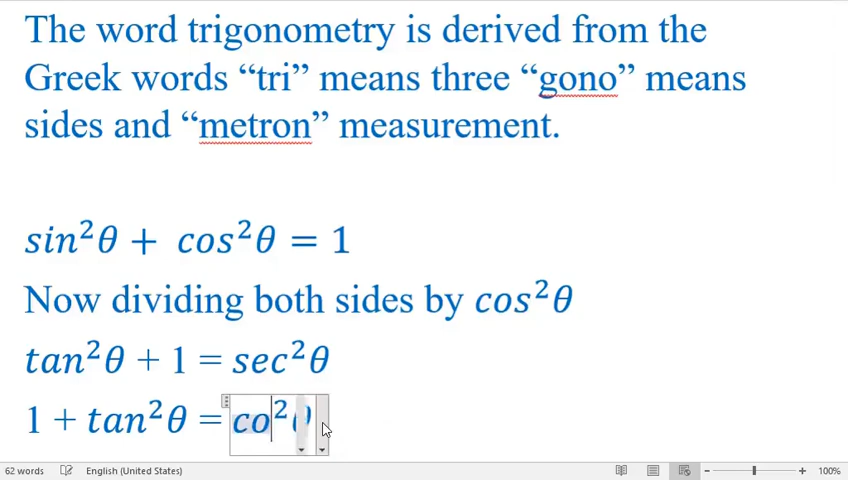 The word trigonometry is derived from the
Greek words “tri” means three “gono” means
sides and “metron” measurement.
𝑠𝑖𝑛²𝜃 + 𝑐𝑜𝑠²𝜃 = 1
Now dividing both sides by 𝑐𝑜𝑠²𝜃
𝑡𝑎𝑛²𝜃 + 1 = 𝑠𝑒𝑐²𝜃
1 + 𝑡𝑎𝑛²𝜃 = 𝑐𝑜²𝜃
62 words English (United States) 100%